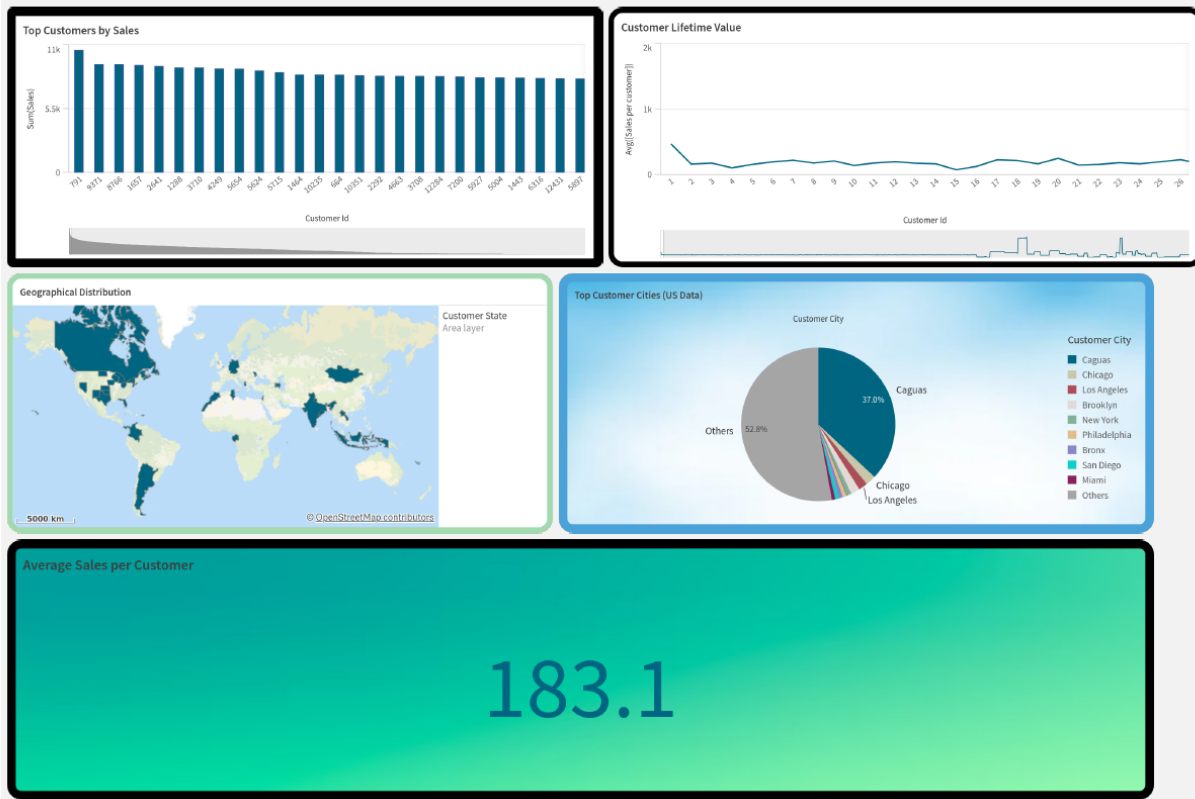 Top Customers by Sales
11k
5.5k
0
Sum(Sales)
791 9371 8766 1657 2641 1288 3710 4249 5654 5624 5715 1464 10235 664 10351 2292 4663 3708 12284 7200 5927 5004 1443 6316 12431 5897
Customer Id
Customer Lifetime Value
2k
1k
0
Avg([Sales per customer])
1 2 3 4 5 6 7 8 9 10 11 12 13 14 15 16 17 18 19 20 21 22 23 24 25 26
Customer Id
Geographical Distribution
Customer State
Area layer
5000 km
© OpenStreetMap contributors
Top Customer Cities (US Data)
Customer City
Caguas
37.0%
Others
52.8%
Chicago
Los Angeles
Customer City
Caguas
Chicago
Los Angeles
Brooklyn
New York
Philadelphia
Bronx
San Diego
Miami
Others
Average Sales per Customer
183.1